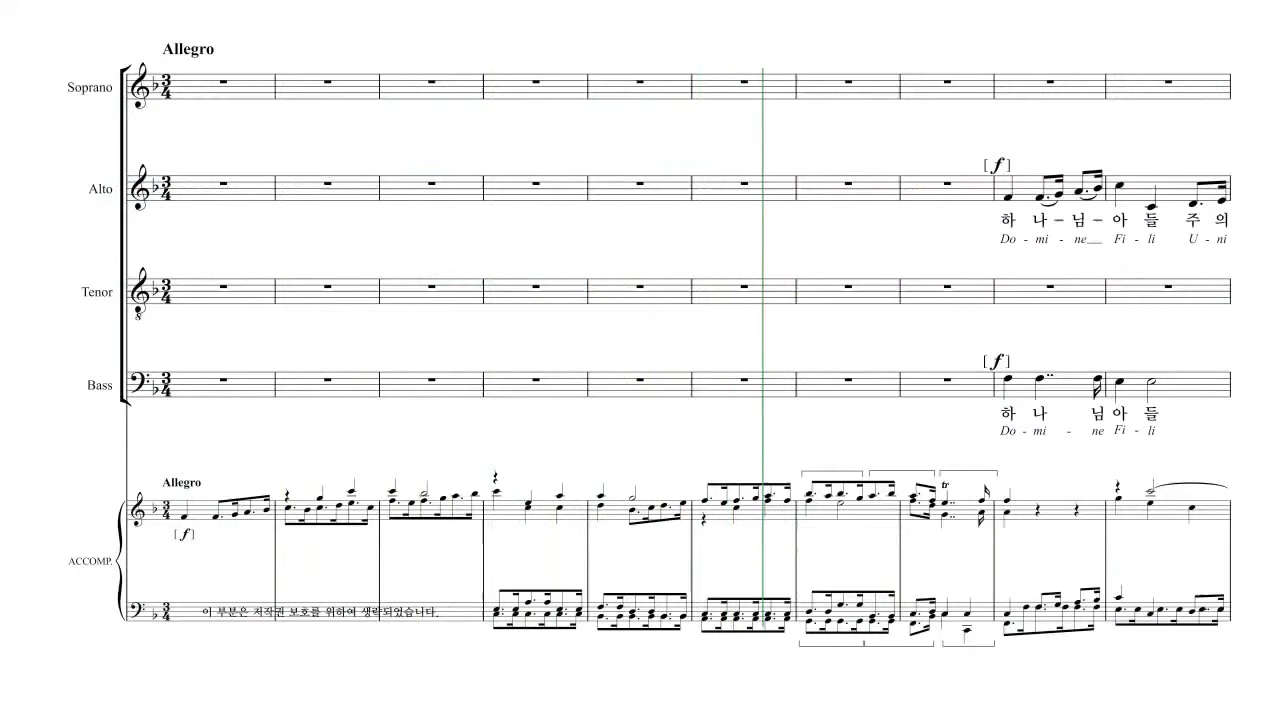 Allegro
Soprano
Alto
[ f ]
하 나 – 님 – 아 들 주 의
Do - mi - ne__ Fi - li U - ni
Tenor
Bass
[ f ]
하 나 님 아 들
Do - mi - ne Fi - li
Allegro
tr
[ f ]
ACCOMP.
이 부분은 저작권 보호를 위하여 생략되었습니다.